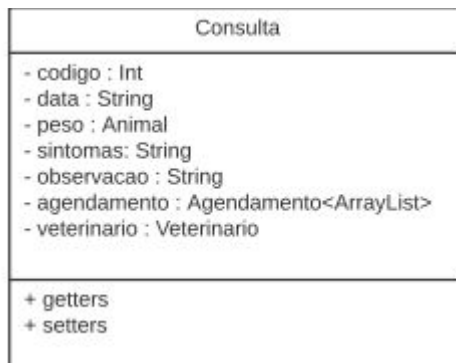 Consulta
- codigo : Int
- data : String
- peso : Animal
- sintomas: String
- observacao : String
- agendamento : Agendamento<ArrayList>
- veterinario : Veterinario
+ getters
+ setters